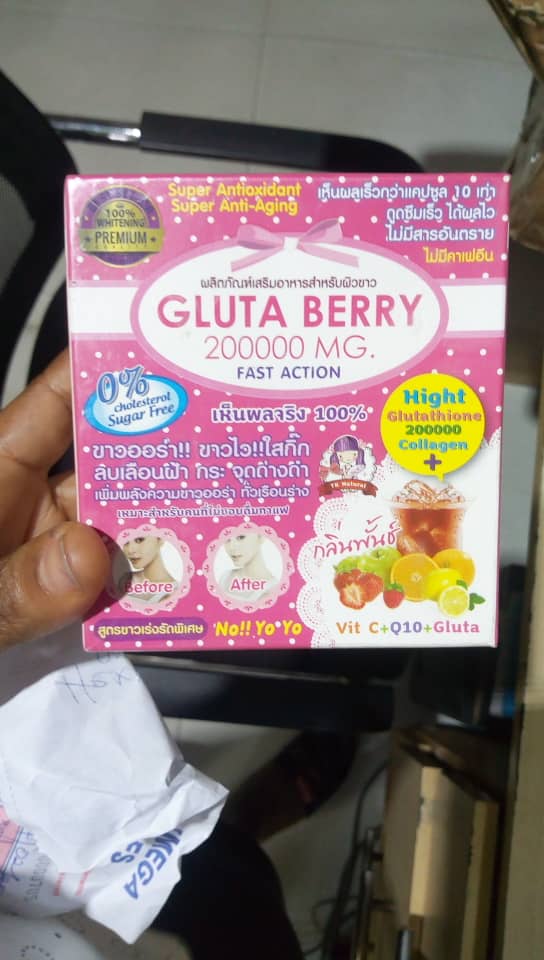 100%
WHITENING
PREMIUM
Super Antioxidant
Super Anti-Aging
เห็นผลเร็วกว่าแคปซูล 10 เท่า
ดูดซึมเร็ว ได้ผลไว
ไม่มีสารอันตราย
ไม่มีคาเฟอีน
ผลิตภัณฑ์เสริมอาหารสำหรับผิวขาว
GLUTA BERRY
200000 MG.
FAST ACTION
0%
cholesterol
Sugar Free
เห็นผลจริง 100%
Hight
Glutathione
200000
Collagen
+
ขาวออร่า!! ขาวไว!!ใสกิ๊ก
ลบเลือนฝ้า กระ จุดด่างดำ
เพิ่มพลังความขาวออร่า ทั่วเรือนร่าง
เหมาะสำหรับคนที่ไม่ชอบดื่มกาแฟ
TK Natural
กลิ่นพั้นช์
Before
After
สูตรขาวเร่งรัดพิเศษ
No!! Yo Yo
Vit C+Q10+Gluta
MEGA